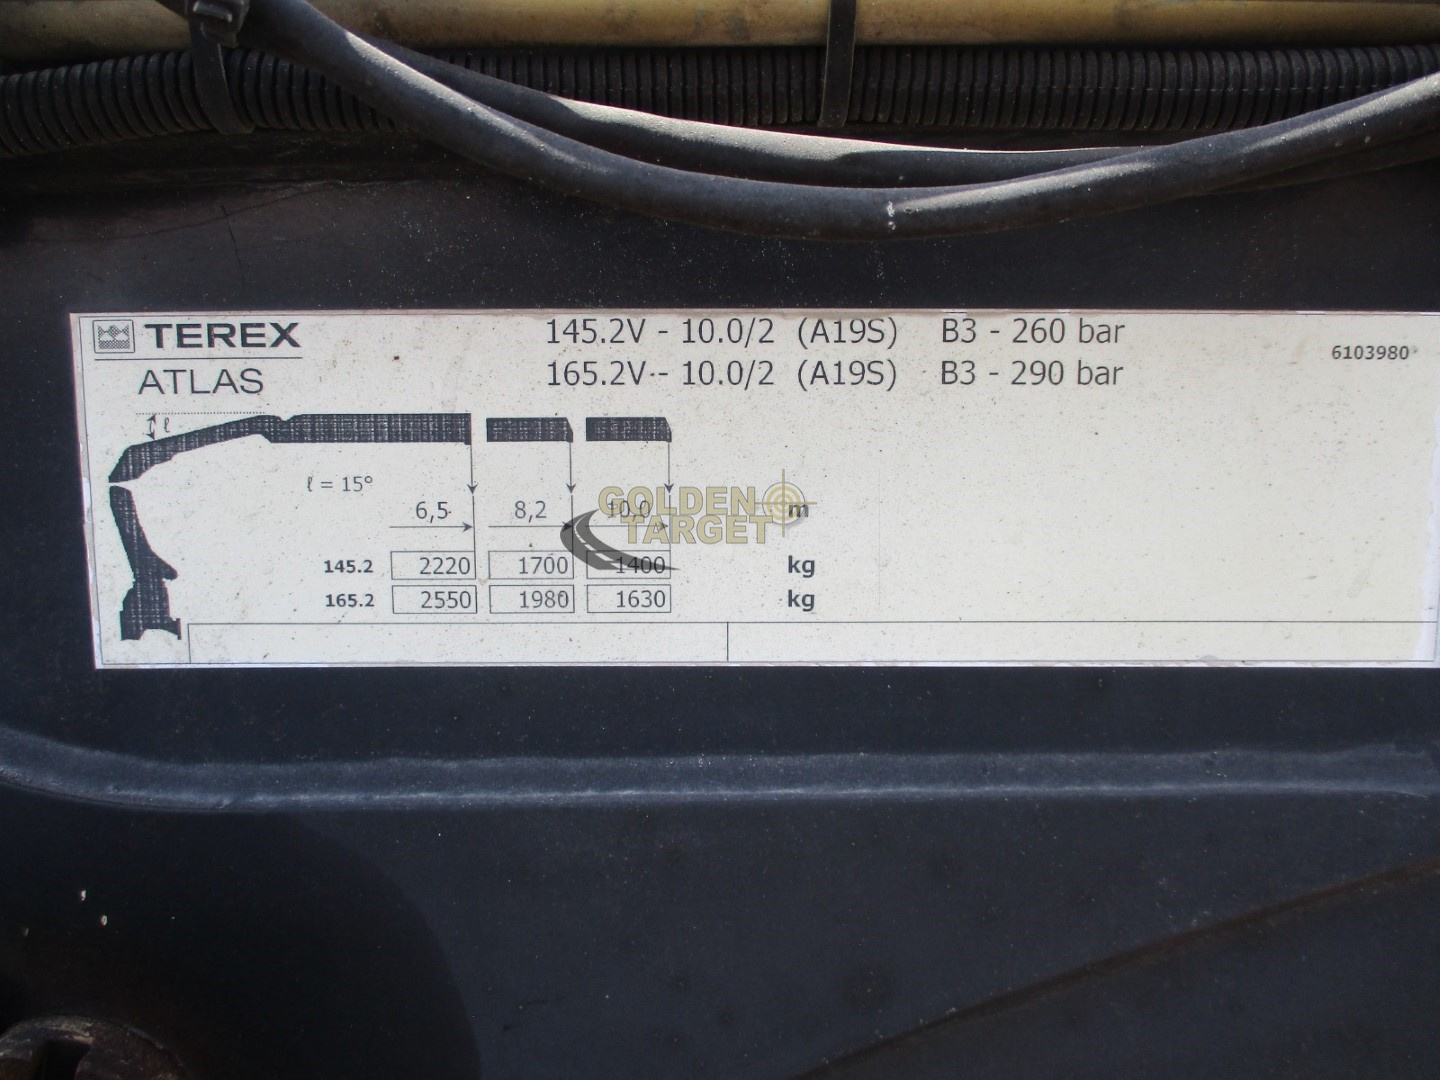 TEREX
ATLAS
145.2V - 10.0/2 (A19S) B3 - 260 bar
165.2V - 10.0/2 (A19S) B3 - 290 bar
6103980
ℓ
ℓ = 15°
6,5 8,2 10,0 m
GOLDEN
TARGET
145.2 2220 1700 1400 kg
165.2 2550 1980 1630 kg